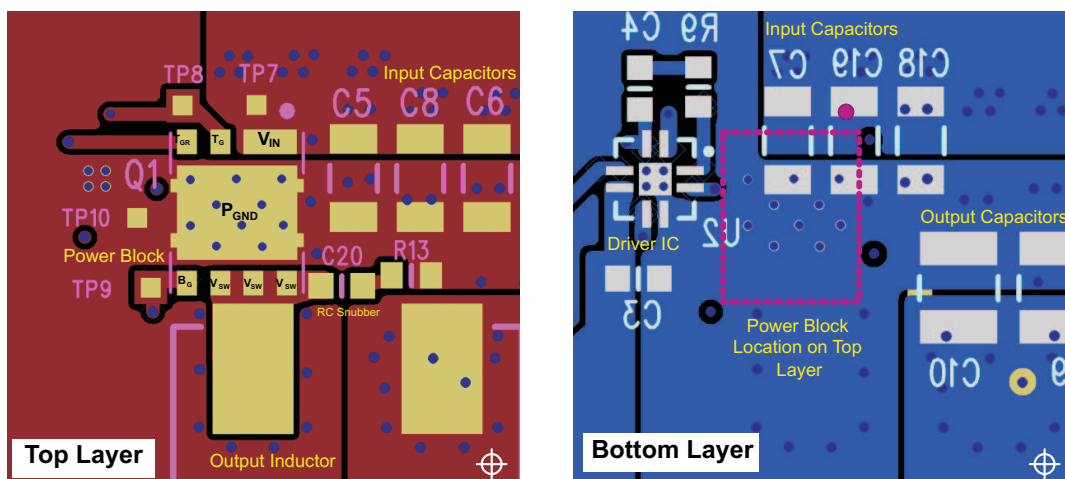 TP8
TP7
Input Capacitors
C5
C8
C6
TGR
TG
VIN
Q1
PGND
TP10
Power Block
C20
R13
TP9
BG
VSW
VSW
VSW
RC Snubber
Output Inductor
Top Layer
C4
R9
Input Capacitors
C7
C19
C18
Output Capacitors
Driver IC
U2
C3
Power Block
Location on Top
Layer
C10
9
Bottom Layer